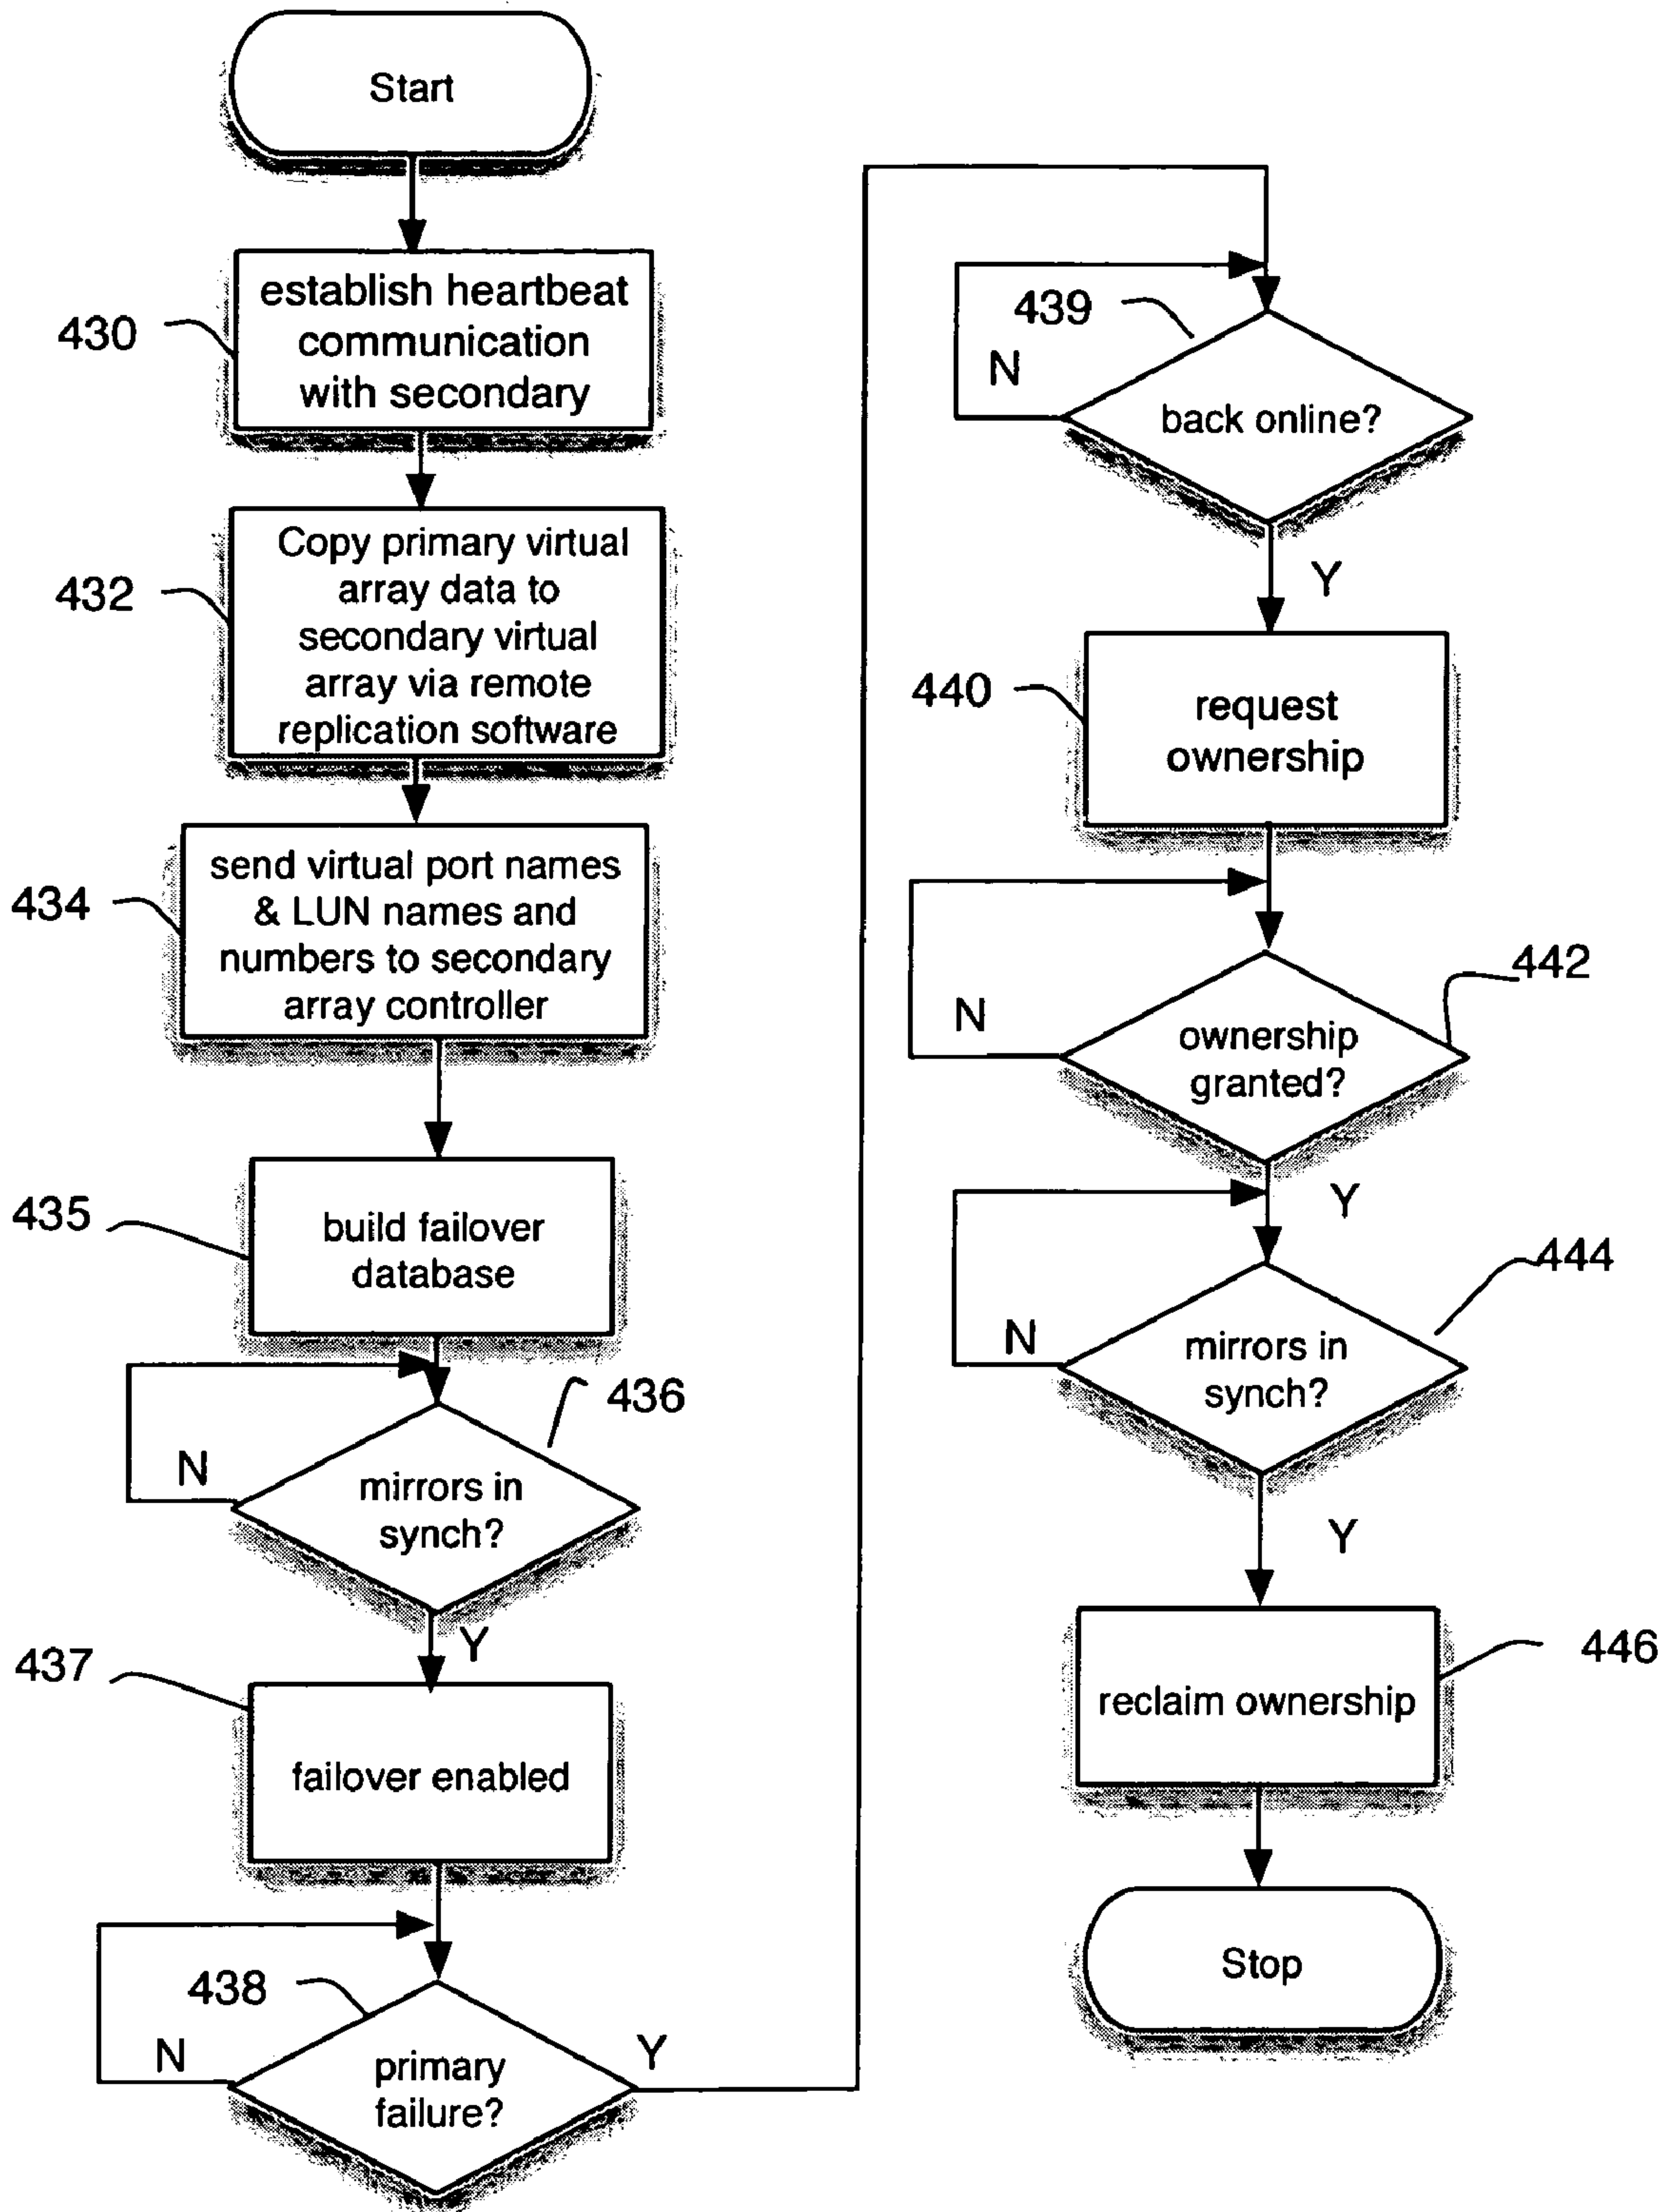 Start
430
establish heartbeat
communication
with secondary
432
Copy primary virtual
array data to
secondary virtual
array via remote
replication software
434
send virtual port names
& LUN names and
numbers to secondary
array controller
435
build failover
database
436
mirrors in
synch?
N
Y
437
failover enabled
438
primary
failure?
N
Y
439
back online?
N
Y
440
request
ownership
442
ownership
granted?
N
Y
444
mirrors in
synch?
N
Y
446
reclaim ownership
Stop